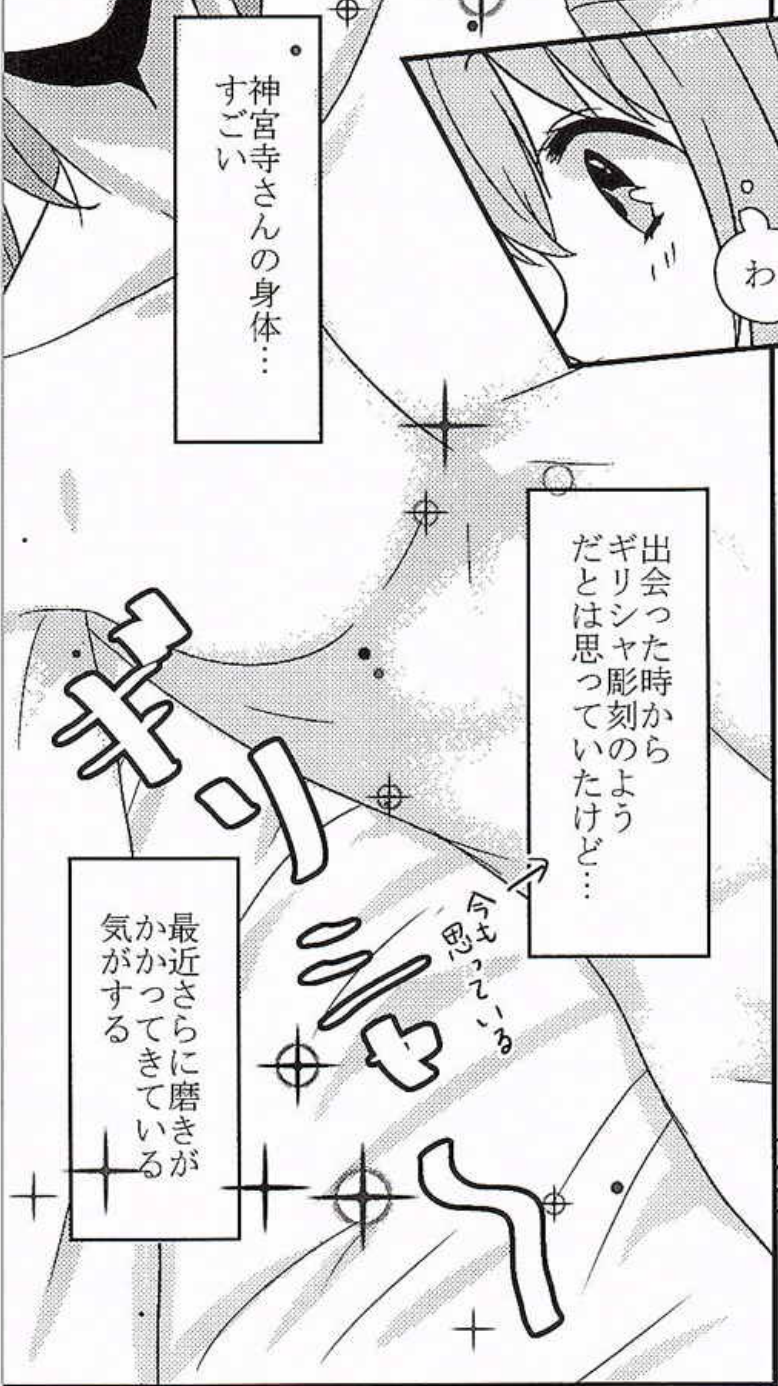 わ
神宮寺さんの身体…
すごい
出会った時から
ギリシャ彫刻のよう
だとは思っていたけど…
今も
思っている
ギリシャ〜
最近さらに磨きが
かかってきている
気がする